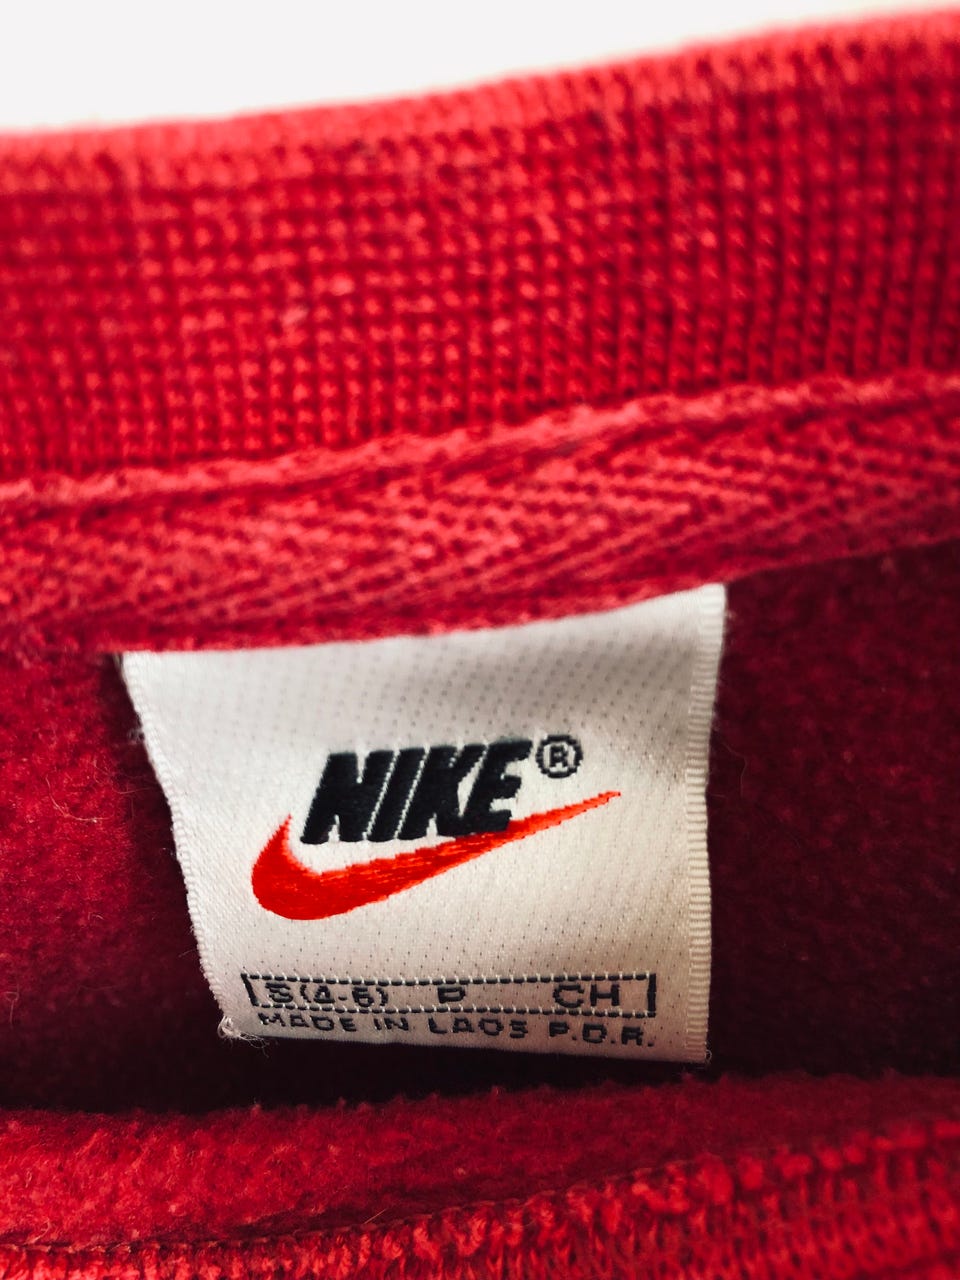 NIKE®
S(4-6) P CH
MADE IN LAOS P.D.R.